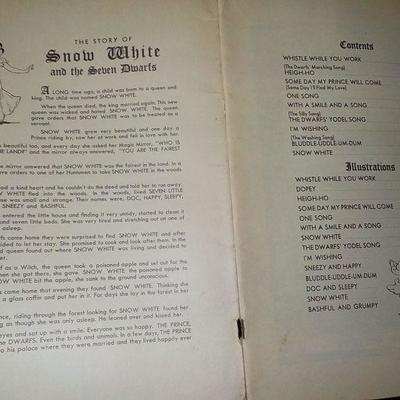 THE STORY OF
Snow White
and the Seven Dwarfs
A LONG time ago, a child was born to a queen and
king. The child was named SNOW WHITE.
When the queen died, the king married again. This new
queen was wicked and hated SNOW WHITE. She
gave orders that SNOW WHITE was to be treated as a
servant.
SNOW WHITE grew very beautiful and one day a
Prince riding by, saw her at work and fell in love with her.
beautiful too, and every day she asked her Magic Mirror, "WHO IS
LAND?" and the mirror always answered, "YOU ARE THE FAIREST
mirror answered that SNOW WHITE was the fairest in the land. In a
gave orders to one of her Huntsmen to take SNOW WHITE in the woods
had a kind heart and he couldn't do the deed and told her to run away.
WHITE fled into the woods. In the woods, lived SEVEN LITTLE
was small and strange. Their names were, DOC, HAPPY, SLEEPY,
SNEEZY and BASHFUL.
entered the little house and finding it very untidy, started to clean it
and seven little beds. She was very tired and stretching out on one of
asleep.
came home they were surprised to find SNOW WHITE and after
decided to let her stay. She promised to cook and look after them. In the
queen found out where SNOW WHITE was living and decided to
her.
as a Witch, the queen took a poisoned apple and set out for the
she got there, she gave SNOW WHITE the poisoned apple to
WHITE bit the apple, she sank to the ground unconscious.
came home that evening they found SNOW WHITE. Thinking she
a glass coffin and put her in. For days she lay in the forest in her
riding through the forest looking for SNOW WHITE found her.
as though she was only asleep. He leaned over and kissed her.
eyes and sat up with a smile. Everyone was so happy. THE PRINCE,
DWARFS. Even the birds and animals. In a few days, THE PRINCE
to his palace where they were married and they lived happily ever
Contents
WHISTLE WHILE YOU WORK
(The Dwarfs' Marching Song)
HEIGH-HO
SOME DAY MY PRINCE WILL COME
(Some Day I'll Find My Love)
ONE SONG
WITH A SMILE AND A SONG
(The Silly Song)
THE DWARFS' YODEL SONG
I'M WISHING
(The Washing Song)
BLUDDLE-UDDLE-UM-DUM
SNOW WHITE
Illustrations
WHISTLE WHILE YOU WORK
DOPEY
HEIGH-HO
SOME DAY MY PRINCE WILL COME
ONE SONG
WITH A SMILE AND A SONG
SNOW WHITE
THE DWARFS' YODEL SONG
I'M WISHING
SNEEZY AND HAPPY
BLUDDLE-UDDLE-UM-DUM
DOC AND SLEEPY
SNOW WHITE
BASHFUL AND GRUMPY